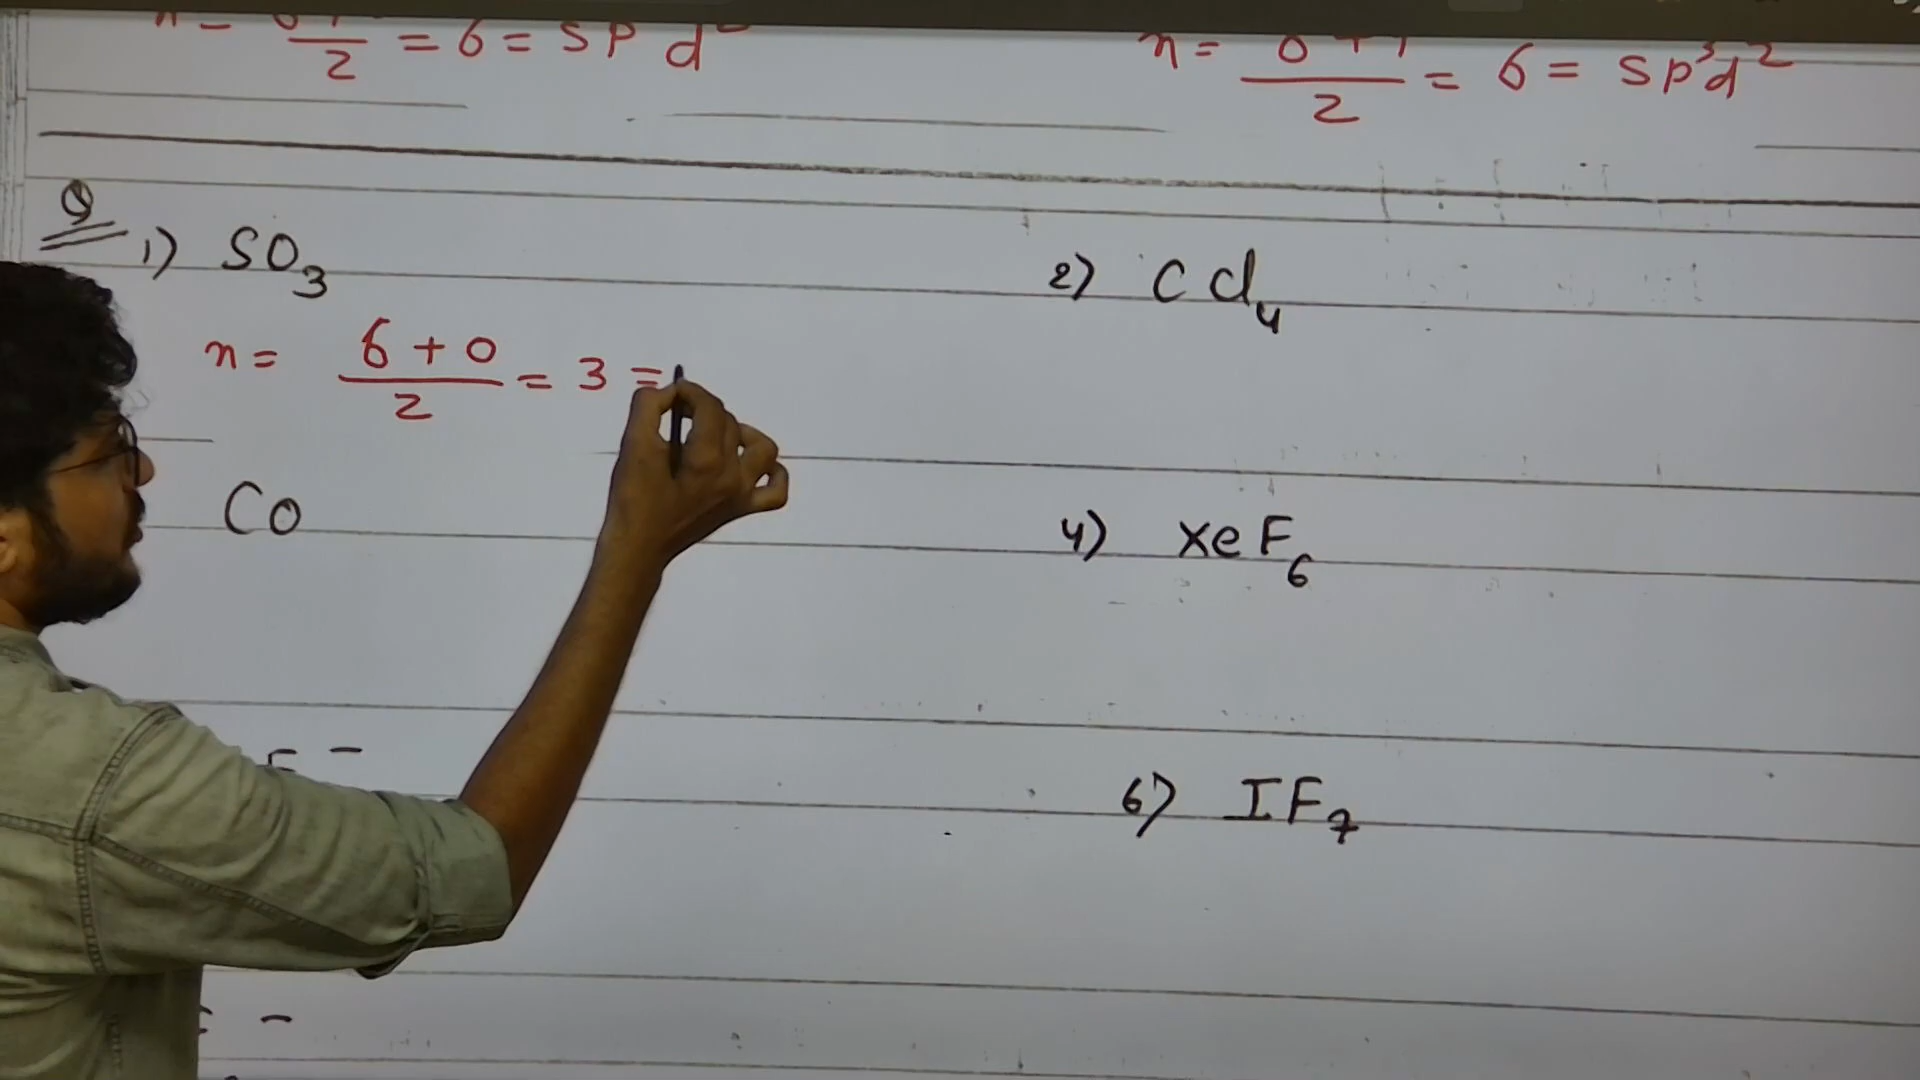 2 = 6 = sp d
n = 2 = 6 = sp³d²
Q 1) SO₃
2) CCl₄
n = 6 + 0 / 2 = 3 =
CO
4) XeF₆
F⁻
6) IF₇